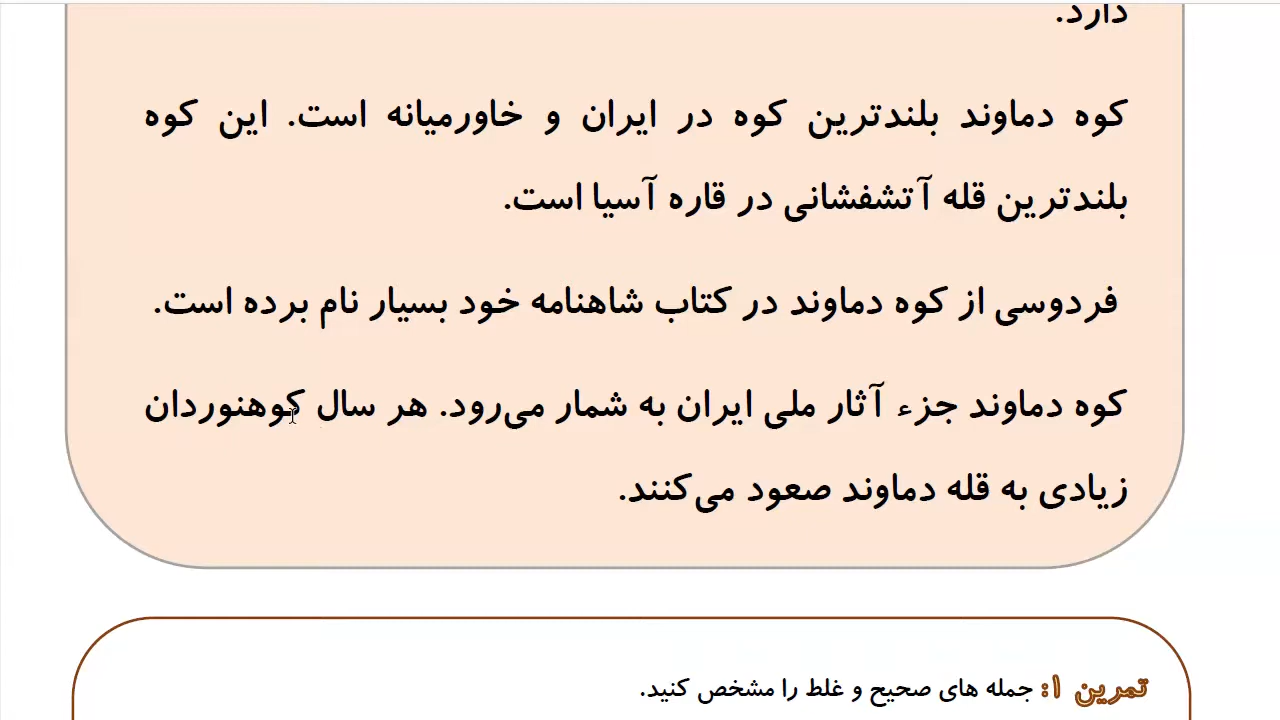 دارد.
کوه دماوند بلندترین کوه در ایران و خاورمیانه است. این کوه
بلندترین قله آتشفشانی در قاره آسیا است.
فردوسی از کوه دماوند در کتاب شاهنامه خود بسیار نام برده است.
کوه دماوند جزء آثار ملی ایران به شمار می‌رود. هر سال کوهنوردان
زیادی به قله دماوند صعود می‌کنند.
تمرین ۱: جمله های صحیح و غلط را مشخص کنید.